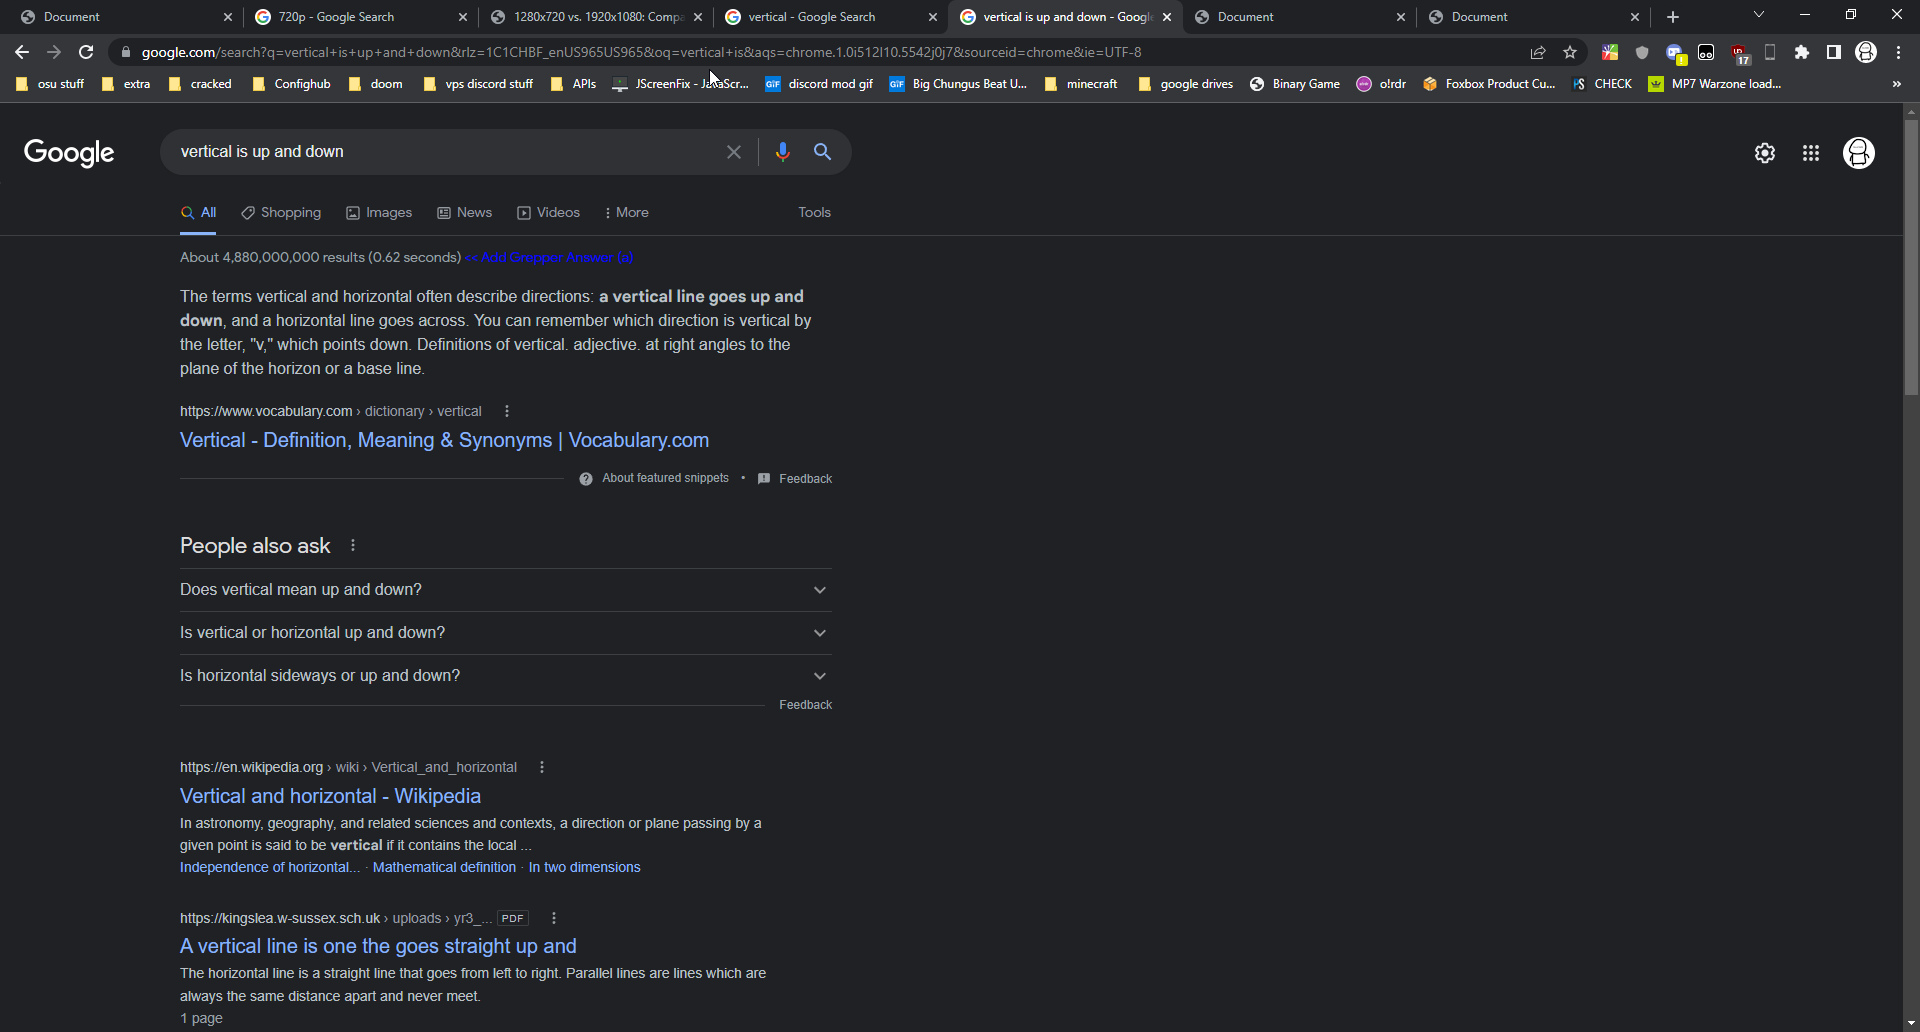 Document
720p - Google Search
1280x720 vs. 1920x1080: Compa
vertical - Google Search
vertical is up and down - Google
Document
Document
google.com/search?q=vertical+is+up+and+down&rlz=1C1CHBF_enUS965US965&oq=vertical+is&aqs=chrome.1.0i512l10.5542j0j7&sourceid=chrome&ie=UTF-8
17
osu stuff
extra
cracked
Confighub
doom
vps discord stuff
APIs
JScreenFix - JavaScr...
GIF
discord mod gif
GIF
Big Chungus Beat U...
minecraft
google drives
Binary Game
o!rdr
Foxbox Product Cu...
CHECK
MP7 Warzone load...
»
Google
vertical is up and down
All
Shopping
Images
News
Videos
More
Tools
About 4,880,000,000 results (0.62 seconds) << Add Grepper Answer (a)
The terms vertical and horizontal often describe directions: a vertical line goes up and
down, and a horizontal line goes across. You can remember which direction is vertical by
the letter, "v," which points down. Definitions of vertical. adjective. at right angles to the
plane of the horizon or a base line.
https://www.vocabulary.com › dictionary › vertical
Vertical - Definition, Meaning & Synonyms | Vocabulary.com
About featured snippets • Feedback
People also ask
Does vertical mean up and down?
Is vertical or horizontal up and down?
Is horizontal sideways or up and down?
Feedback
https://en.wikipedia.org › wiki › Vertical_and_horizontal
Vertical and horizontal - Wikipedia
In astronomy, geography, and related sciences and contexts, a direction or plane passing by a
given point is said to be vertical if it contains the local ...
Independence of horizontal... · Mathematical definition · In two dimensions
https://kingslea.w-sussex.sch.uk › uploads › yr3_... PDF
A vertical line is one the goes straight up and
The horizontal line is a straight line that goes from left to right. Parallel lines are lines which are
always the same distance apart and never meet.
1 page